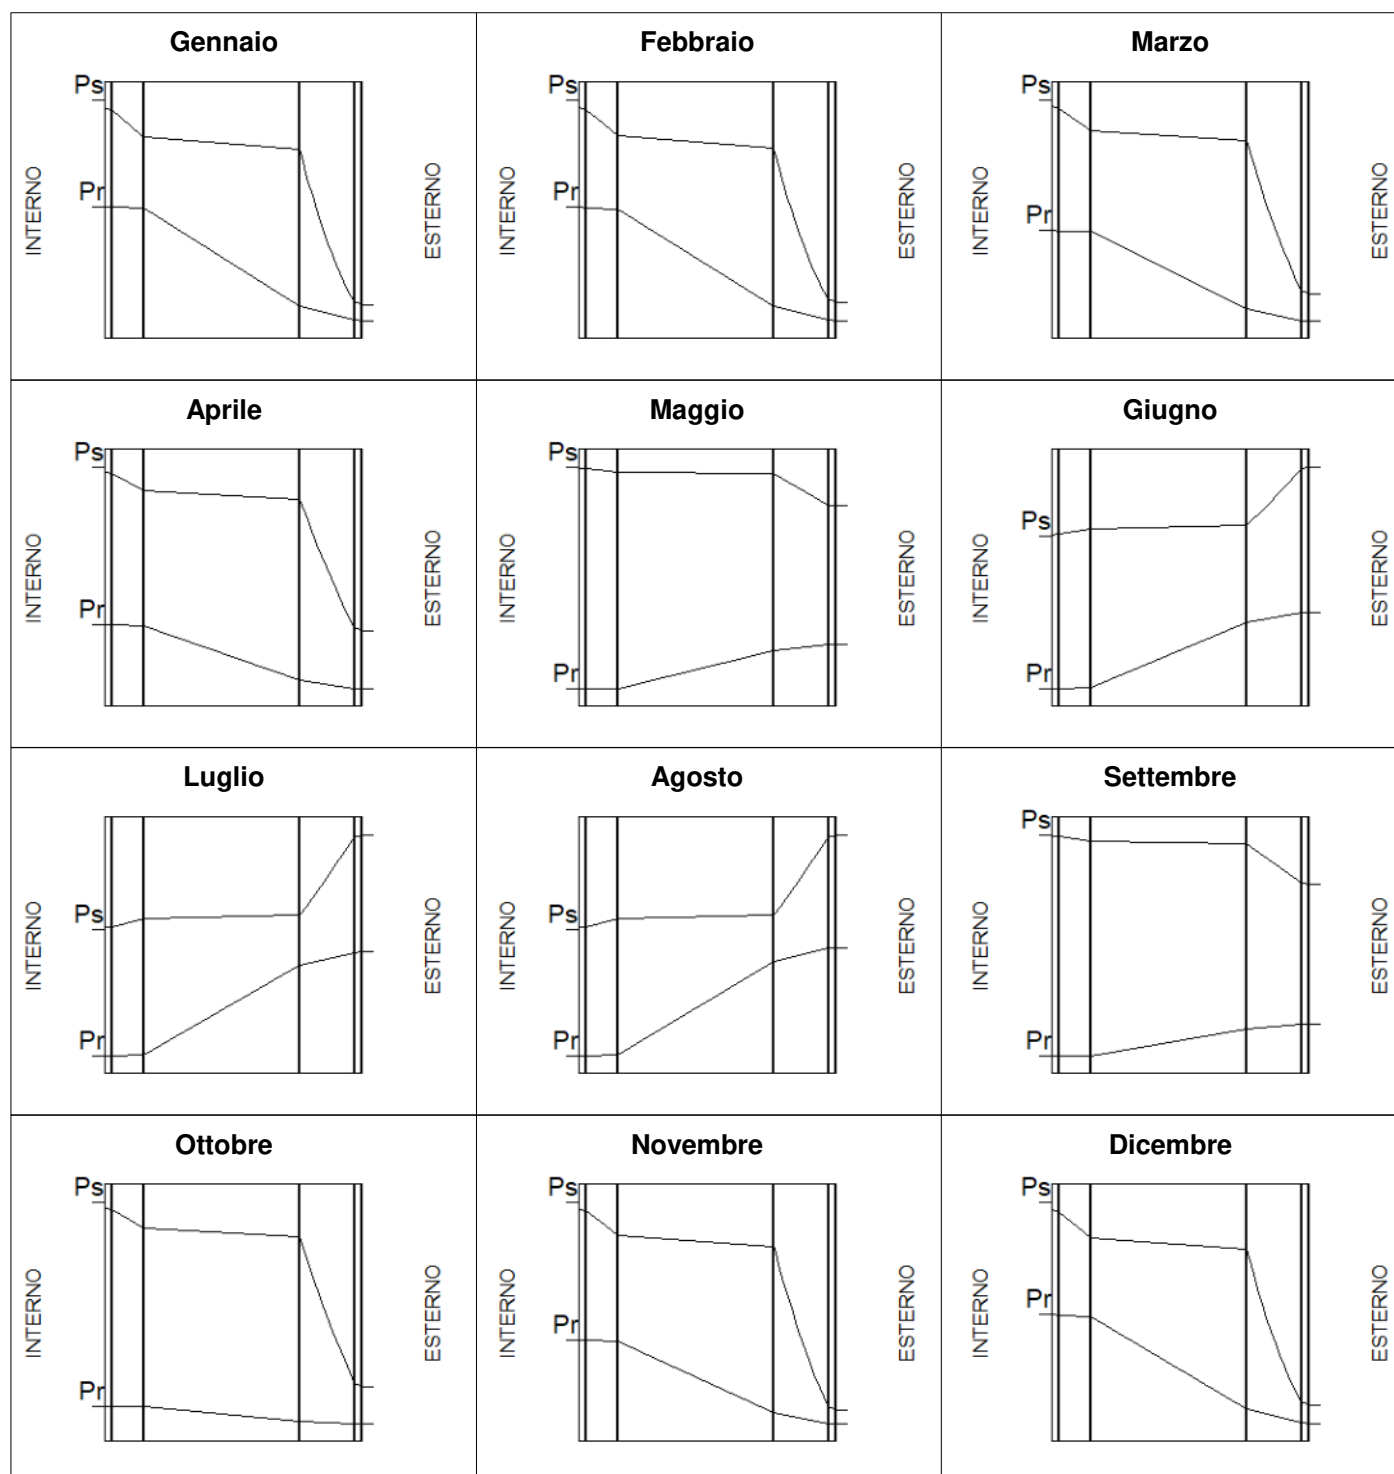 Gennaio
Ps
Pr
INTERNO
ESTERNO
Febbraio
Ps
Pr
INTERNO
ESTERNO
Marzo
Ps
Pr
INTERNO
ESTERNO
Aprile
Ps
Pr
INTERNO
ESTERNO
Maggio
Ps
Pr
INTERNO
ESTERNO
Giugno
Ps
Pr
INTERNO
ESTERNO
Luglio
Ps
Pr
INTERNO
ESTERNO
Agosto
Ps
Pr
INTERNO
ESTERNO
Settembre
Ps
Pr
INTERNO
ESTERNO
Ottobre
Ps
Pr
INTERNO
ESTERNO
Novembre
Ps
Pr
INTERNO
ESTERNO
Dicembre
Ps
Pr
INTERNO
ESTERNO